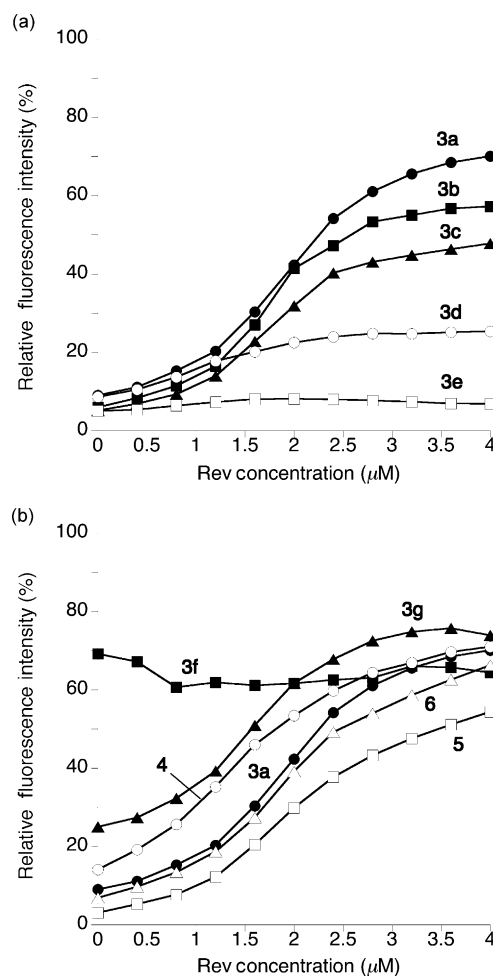 (a)
100
80
60
40
20
0
Relative fluorescence intensity (%)
3a
3b
3c
3d
3e
0 0.5 1 1.5 2 2.5 3 3.5 4
Rev concentration (μM)
(b)
100
80
60
40
20
0
Relative fluorescence intensity (%)
3g
3f
4
3a
6
5
0 0.5 1 1.5 2 2.5 3 3.5 4
Rev concentration (μM)